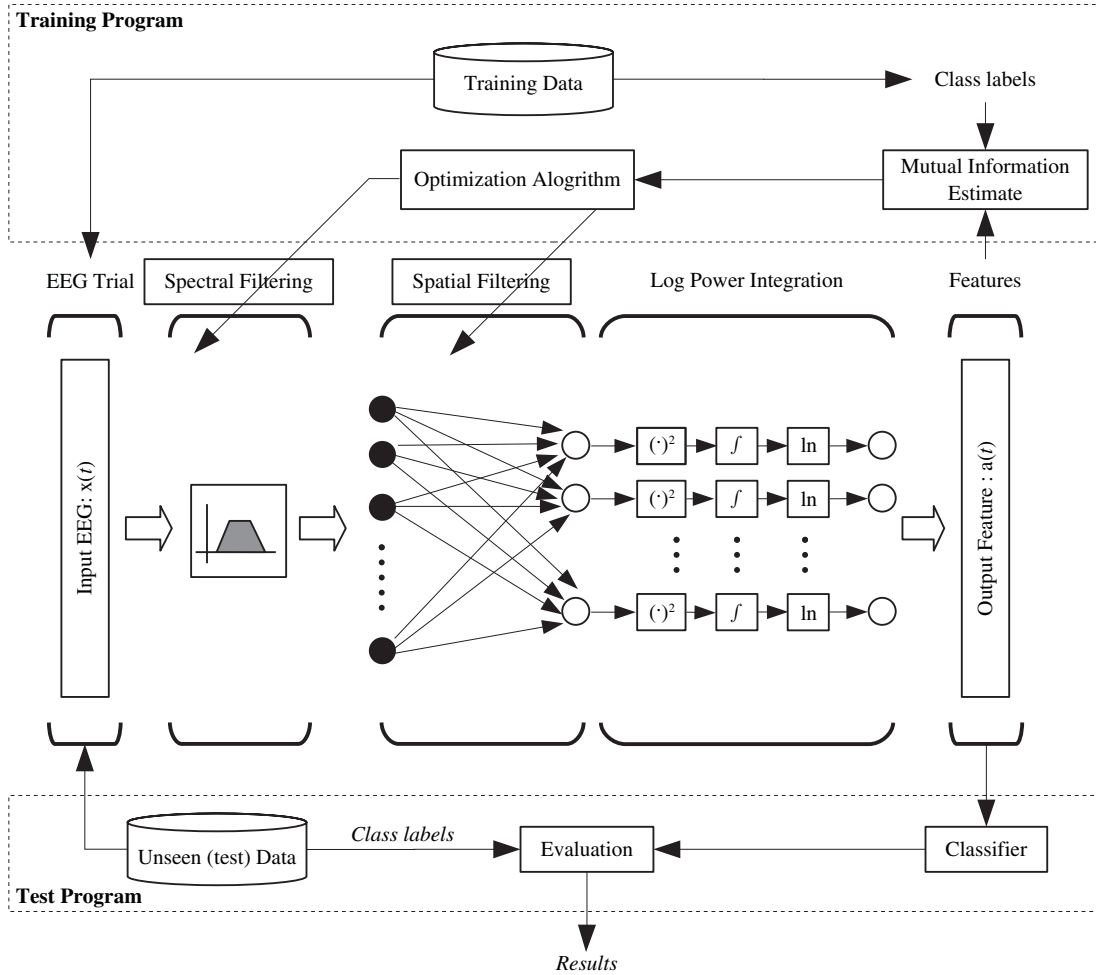 Training Program
Training Data
Class labels
Optimization Alogrithm
Mutual Information
Estimate
EEG Trial
Spectral Filtering
Spatial Filtering
Log Power Integration
Features
Input EEG: x(t)
(·)² ∫ ln
(·)² ∫ ln
(·)² ∫ ln
Output Feature : a(t)
Class labels
Unseen (test) Data
Evaluation
Classifier
Test Program
Results